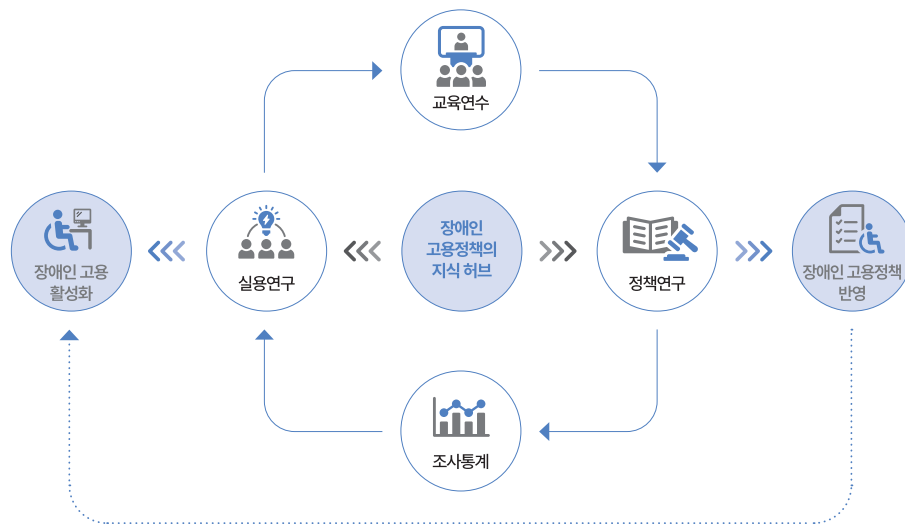 교육연수
장애인 고용
활성화
실용연구
장애인
고용정책의
지식 허브
정책연구
장애인 고용정책
반영
조사통계